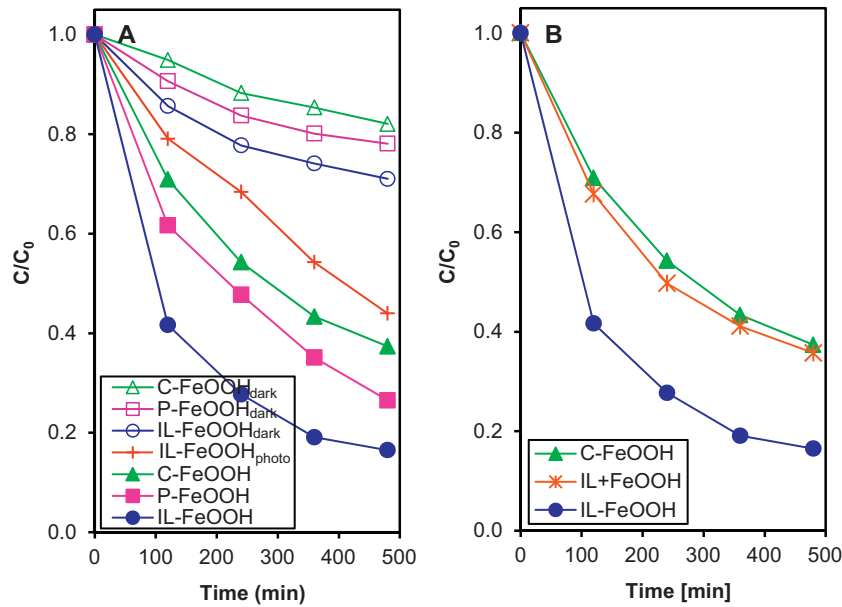 A
1.0
0.8
0.6
0.4
0.2
0.0
C/C0
0 100 200 300 400 500
Time (min)
C-FeOOHdark
P-FeOOHdark
IL-FeOOHdark
IL-FeOOHphoto
C-FeOOH
P-FeOOH
IL-FeOOH
B
1.0
0.8
0.6
0.4
0.2
0.0
C/C0
0 100 200 300 400 500
Time [min]
C-FeOOH
IL+FeOOH
IL-FeOOH